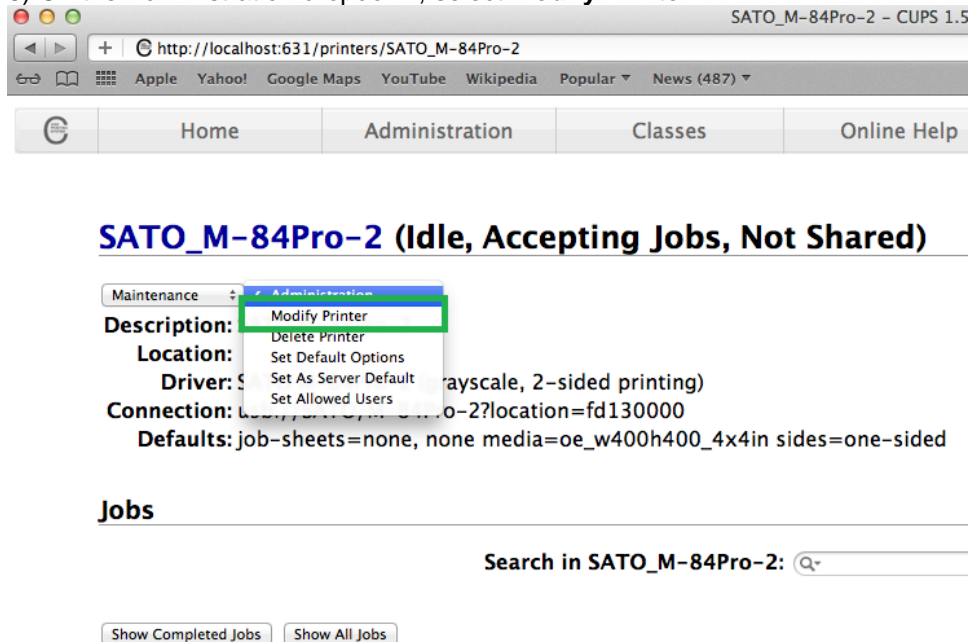 SATO_M-84Pro-2 – CUPS 1.5
http://localhost:631/printers/SATO_M-84Pro-2
Apple Yahoo! Google Maps YouTube Wikipedia Popular ▾ News (487) ▾
Home Administration Classes Online Help
SATO_M-84Pro-2 (Idle, Accepting Jobs, Not Shared)
Maintenance Administration
Modify Printer
Description:
Delete Printer
Location: Set Default Options
Driver: Set As Server Default (grayscale, 2-sided printing)
Set Allowed Users
Connection: usb://SATO/M-84Pro-2?location=fd130000
Defaults: job-sheets=none, none media=oe_w400h400_4x4in sides=one-sided
Jobs
Search in SATO_M-84Pro-2:
Show Completed Jobs Show All Jobs